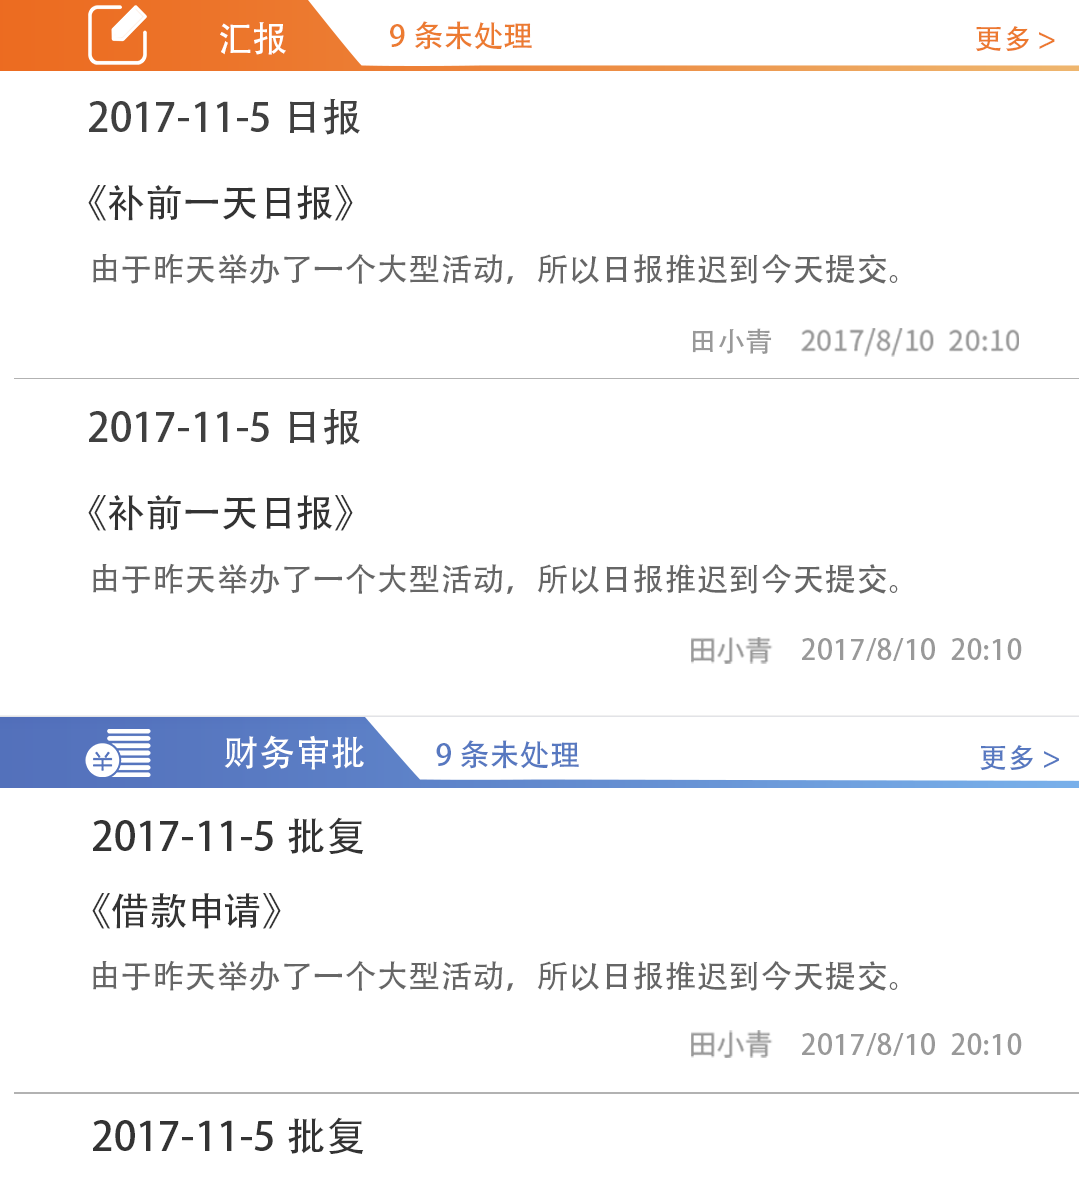 汇报 9 条未处理 更多 >
2017-11-5 日报
《补前一天日报》
由于昨天举办了一个大型活动，所以日报推迟到今天提交。
田小青 2017/8/10 20:10
2017-11-5 日报
《补前一天日报》
由于昨天举办了一个大型活动，所以日报推迟到今天提交。
田小青 2017/8/10 20:10
¥ 财务审批 9 条未处理 更多 >
2017-11-5 批复
《借款申请》
由于昨天举办了一个大型活动，所以日报推迟到今天提交。
田小青 2017/8/10 20:10
2017-11-5 批复